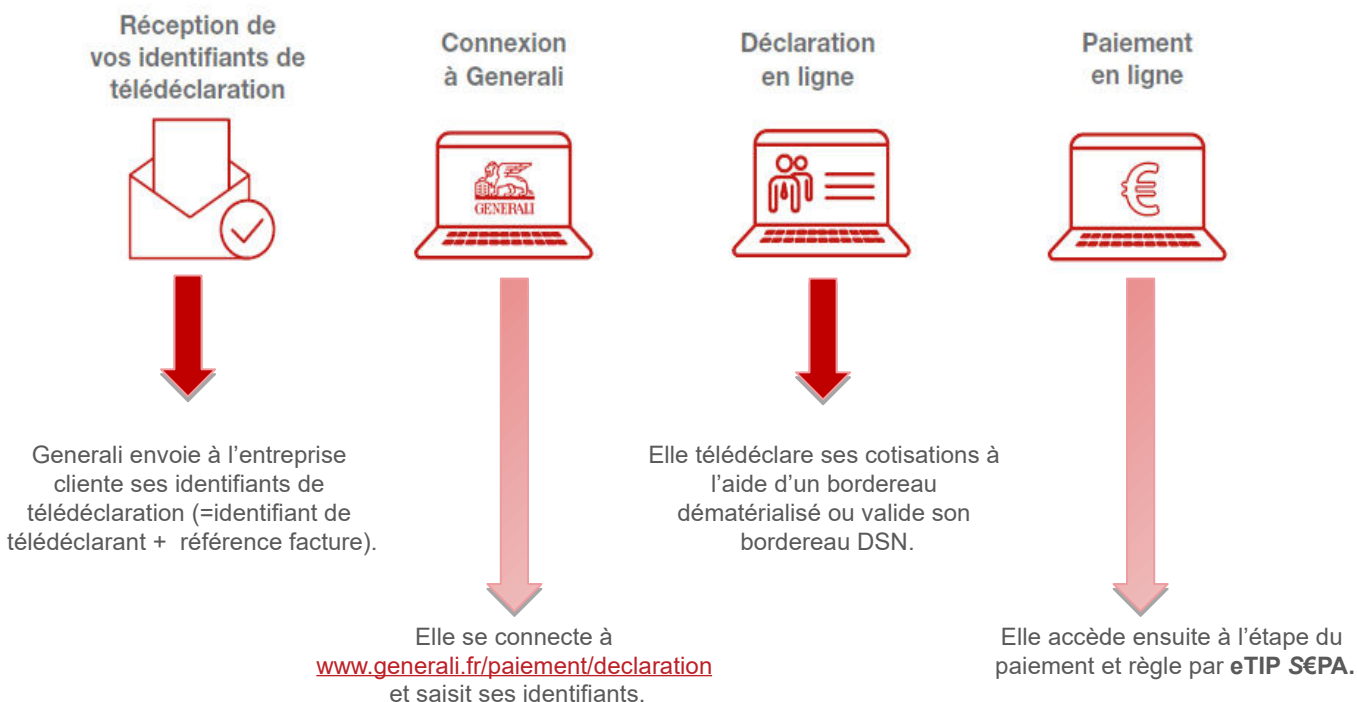 Réception de
vos identifiants de
télédéclaration
Connexion
à Generali
Déclaration
en ligne
Paiement
en ligne
GENERALI
€
Generali envoie à l’entreprise
cliente ses identifiants de
télédéclaration (=identifiant de
télédéclarant + référence facture).
Elle se connecte à
www.generali.fr/paiement/declaration
et saisit ses identifiants.
Elle télédéclare ses cotisations à
l’aide d’un bordereau
dématérialisé ou valide son
bordereau DSN.
Elle accède ensuite à l’étape du
paiement et règle par eTIP S€PA.